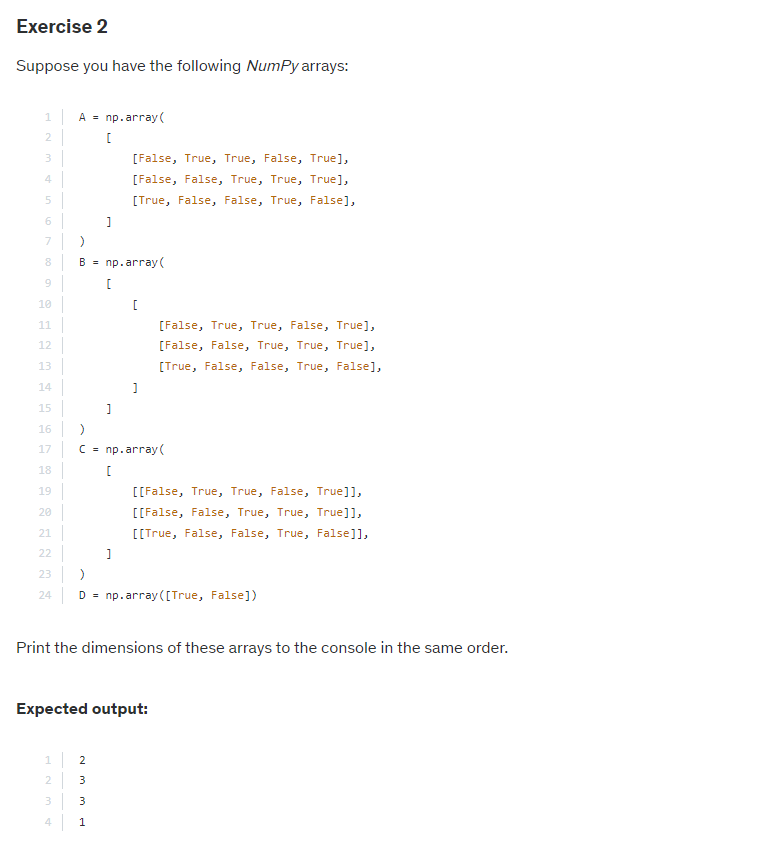 Exercise 2
Suppose you have the following NumPy arrays:
1 A = np.array(
2 [
3 [False, True, True, False, True],
4 [False, False, True, True, True],
5 [True, False, False, True, False],
6 ]
7 )
8 B = np.array(
9 [
10 [
11 [False, True, True, False, True],
12 [False, False, True, True, True],
13 [True, False, False, True, False],
14 ]
15 ]
16 )
17 C = np.array(
18 [
19 [[False, True, True, False, True]],
20 [[False, False, True, True, True]],
21 [[True, False, False, True, False]],
22 ]
23 )
24 D = np.array([True, False])
Print the dimensions of these arrays to the console in the same order.
Expected output:
1 2
2 3
3 3
4 1